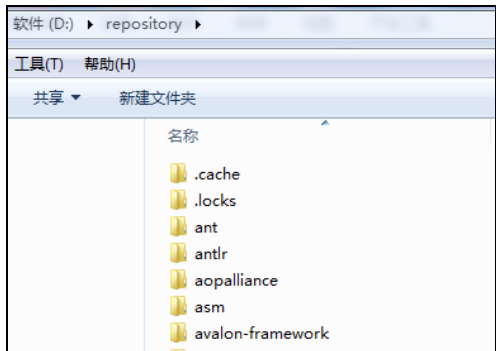 软件 (D:) ▸ repository ▸
工具(T) 帮助(H)
共享 ▼ 新建文件夹
名称
.cache
.locks
ant
antlr
aopalliance
asm
avalon-framework